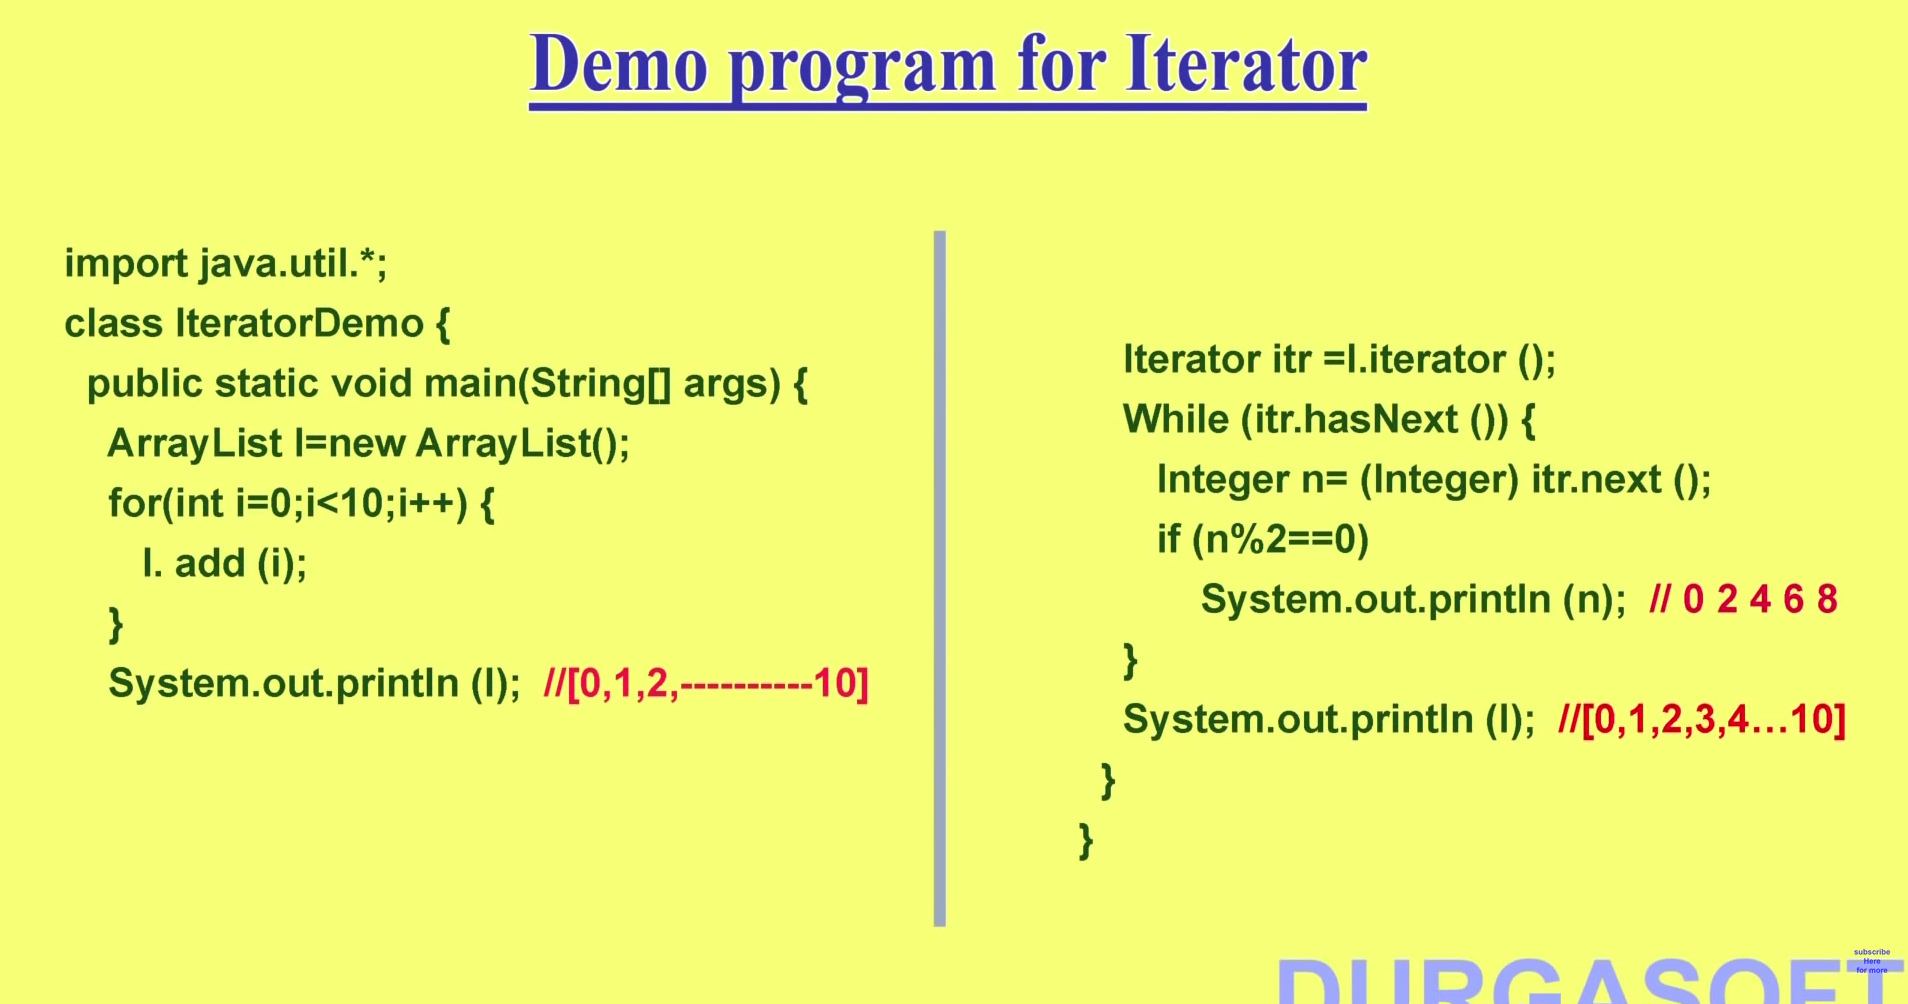 Demo program for Iterator
import java.util.*;
class IteratorDemo {
public static void main(String[] args) {
ArrayList l=new ArrayList();
for(int i=0;i<10;i++) {
l. add (i);
}
System.out.println (l); //[0,1,2,----------10]
Iterator itr =l.iterator ();
While (itr.hasNext ()) {
Integer n= (Integer) itr.next ();
if (n%2==0)
System.out.println (n); // 0 2 4 6 8
}
System.out.println (l); //[0,1,2,3,4…10]
}
}
DURGASOFT
subscribe
Here
for more